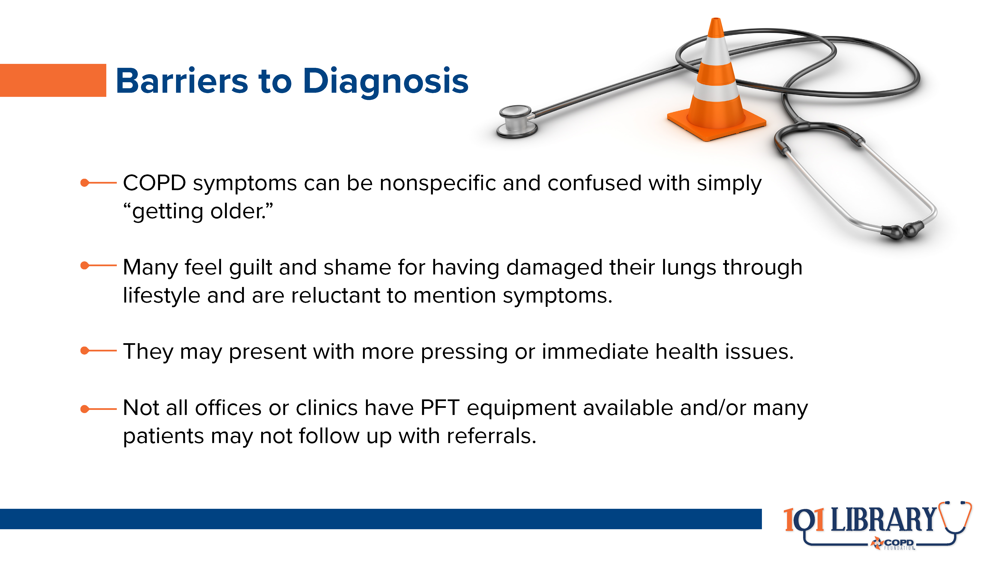 Barriers to Diagnosis
COPD symptoms can be nonspecific and confused with simply
“getting older.”
Many feel guilt and shame for having damaged their lungs through
lifestyle and are reluctant to mention symptoms.
They may present with more pressing or immediate health issues.
Not all offices or clinics have PFT equipment available and/or many
patients may not follow up with referrals.
101 LIBRARY
COPD
FOUNDATION®